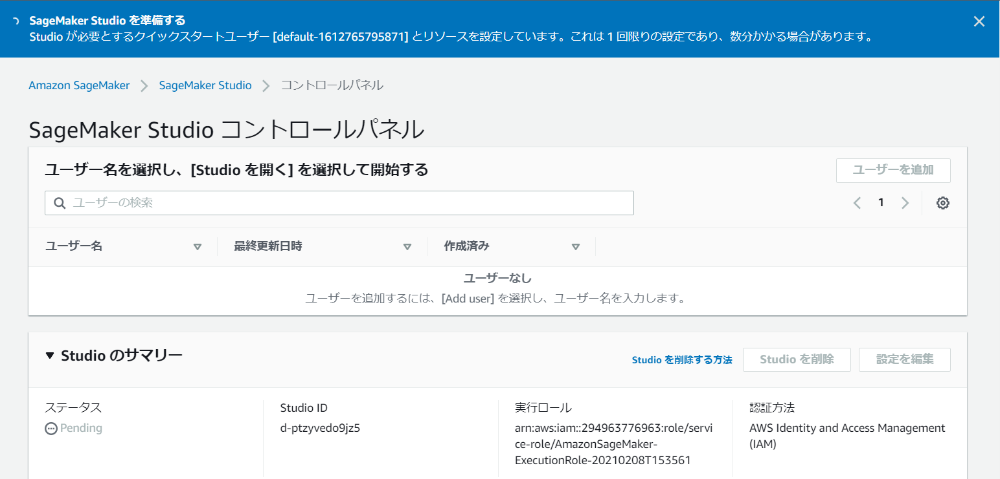 SageMaker Studio を準備する
Studio が必要とするクイックスタートユーザー [default-1612765795871] とリソースを設定しています。これは 1 回限りの設定であり、数分かかる場合があります。
Amazon SageMaker
SageMaker Studio
コントロールパネル
SageMaker Studio コントロールパネル
ユーザー名を選択し、[Studio を開く] を選択して開始する
ユーザーを追加
ユーザーの検索
1
ユーザー名
最終更新日時
作成済み
ユーザーなし
ユーザーを追加するには、[Add user] を選択し、ユーザー名を入力します。
Studio のサマリー
Studio を削除する方法
Studio を削除
設定を編集
ステータス
Pending
Studio ID
d-ptzyvedo9jz5
実行ロール
arn:aws:iam::294963776963:role/servi
ce-role/AmazonSageMaker-
ExecutionRole-20210208T153561
認証方法
AWS Identity and Access Management
(IAM)